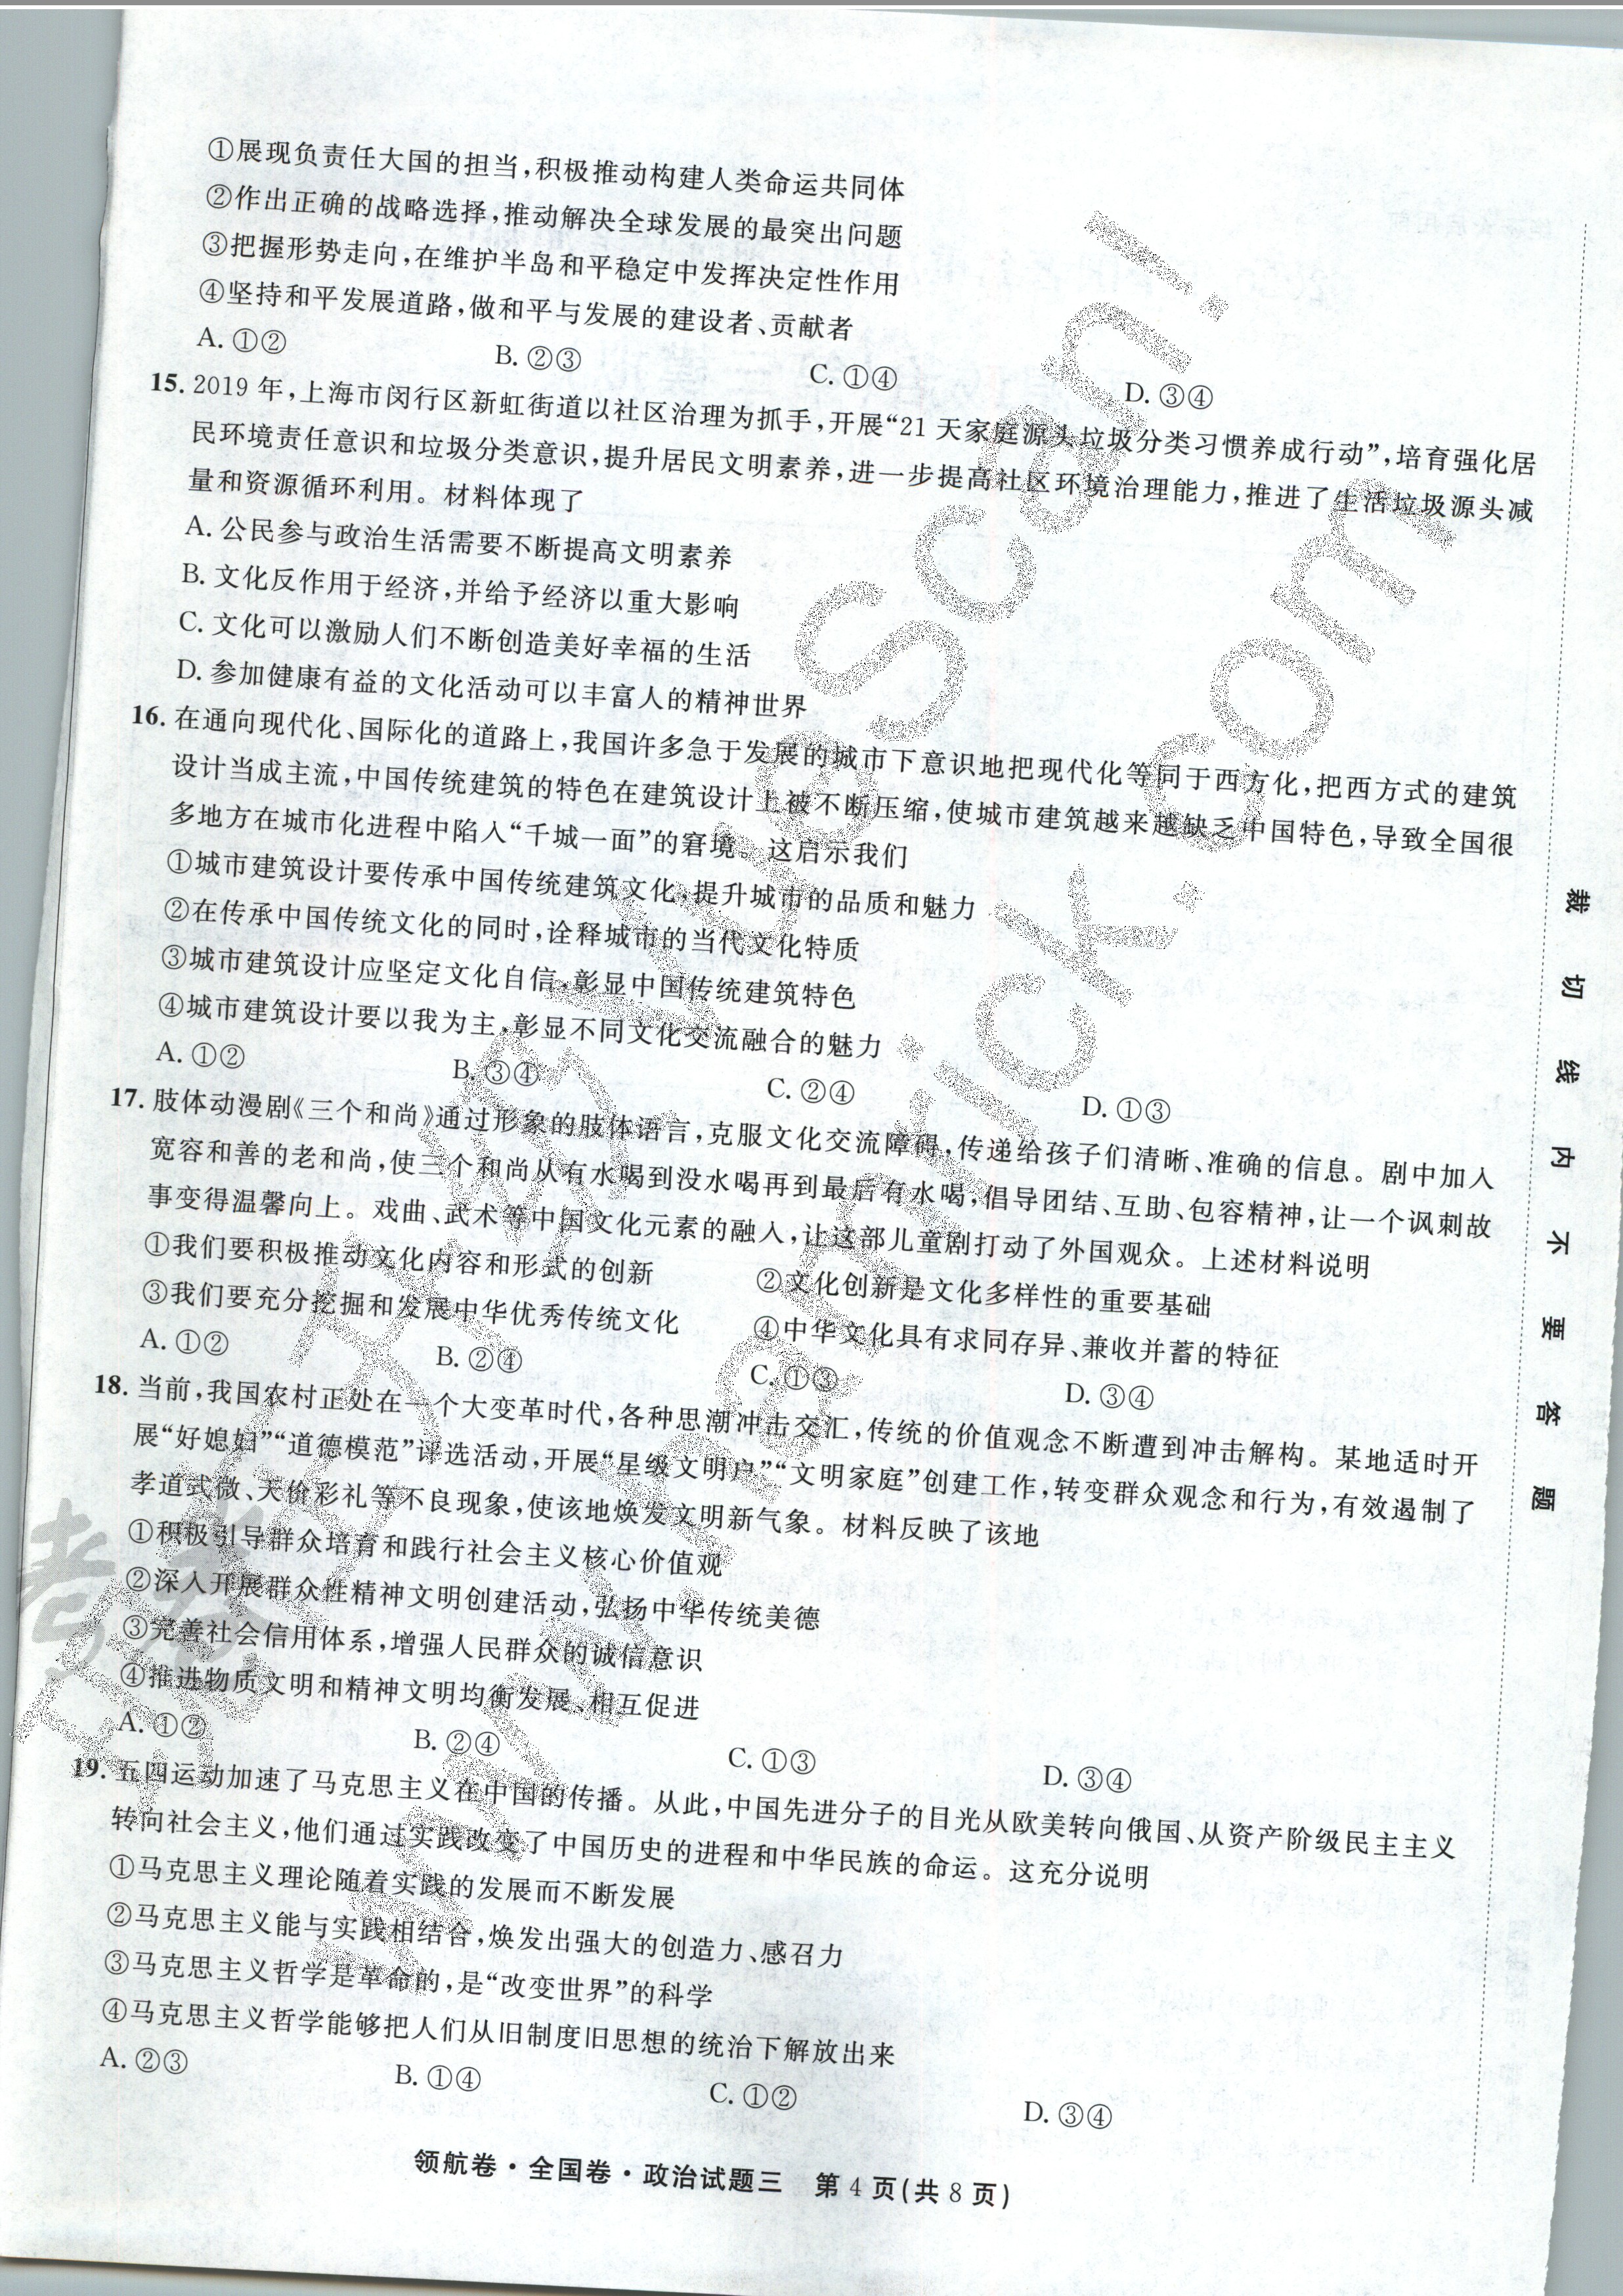 ①展现负责任大国的担当,积极推动构建人类命运共同体
②作出正确的战略选择,推动解决全球发展的最突出问题
③把握形势走向,在维护半岛和平稳定中发挥决定性作用
④坚持和平发展道路,做和平与发展的建设者、贡献者
A. ①② B. ②③ C. ①④ D. ③④
15. 2019 年,上海市闵行区新虹街道以社区治理为抓手,开展“21 天家庭源头垃圾分类习惯养成行动”,培育强化居
民环境责任意识和垃圾分类意识,提升居民文明素养,进一步提高社区环境治理能力,推进了生活垃圾源头减
量和资源循环利用。材料体现了
A. 公民参与政治生活需要不断提高文明素养
B. 文化反作用于经济,并给予经济以重大影响
C. 文化可以激励人们不断创造美好幸福的生活
D. 参加健康有益的文化活动可以丰富人的精神世界
16. 在通向现代化、国际化的道路上,我国许多急于发展的城市下意识地把现代化等同于西方化,把西方式的建筑
设计当成主流,中国传统建筑的特色在建筑设计上被不断压缩,使城市建筑越来越缺乏中国特色,导致全国很
多地方在城市化进程中陷入“千城一面”的窘境。这启示我们
①城市建筑设计要传承中国传统建筑文化,提升城市的品质和魅力
②在传承中国传统文化的同时,诠释城市的当代文化特质
③城市建筑设计应坚定文化自信,彰显中国传统建筑特色
④城市建筑设计要以我为主,彰显不同文化交流融合的魅力
A. ①② B. ③④ C. ②④ D. ①③
17. 肢体动漫剧《三个和尚》通过形象的肢体语言,克服文化交流障碍,传递给孩子们清晰、准确的信息。剧中加入
宽容和善的老和尚,使三个和尚从有水喝到没水喝再到最后有水喝,倡导团结、互助、包容精神,让一个讽刺故
事变得温馨向上。戏曲、武术等中国文化元素的融入,让这部儿童剧打动了外国观众。上述材料说明
①我们要积极推动文化内容和形式的创新 ②文化创新是文化多样性的重要基础
③我们要充分挖掘和发展中华优秀传统文化 ④中华文化具有求同存异、兼收并蓄的特征
A. ①② B. ②④ C. ①③ D. ③④
18. 当前,我国农村正处在一个大变革时代,各种思潮冲击交汇,传统的价值观念不断遭到冲击解构。某地适时开
展“好媳妇”“道德模范”评选活动,开展“星级文明户”“文明家庭”创建工作,转变群众观念和行为,有效遏制了
孝道式微、天价彩礼等不良现象,使该地焕发文明新气象。材料反映了该地
①积极引导群众培育和践行社会主义核心价值观
②深入开展群众性精神文明创建活动,弘扬中华传统美德
③完善社会信用体系,增强人民群众的诚信意识
④推进物质文明和精神文明均衡发展、相互促进
A. ①② B. ②④ C. ①③ D. ③④
19. 五四运动加速了马克思主义在中国的传播。从此,中国先进分子的目光从欧美转向俄国、从资产阶级民主主义
转向社会主义,他们通过实践改变了中国历史的进程和中华民族的命运。这充分说明
①马克思主义理论随着实践的发展而不断发展
②马克思主义能与实践相结合,焕发出强大的创造力、感召力
③马克思主义哲学是革命的,是“改变世界”的科学
④马克思主义哲学能够把人们从旧制度旧思想的统治下解放出来
A. ②③ B. ①④ C. ①② D. ③④
领航卷·全国卷·政治试题三 第 4 页(共 8 页)
裁切线内不要答题